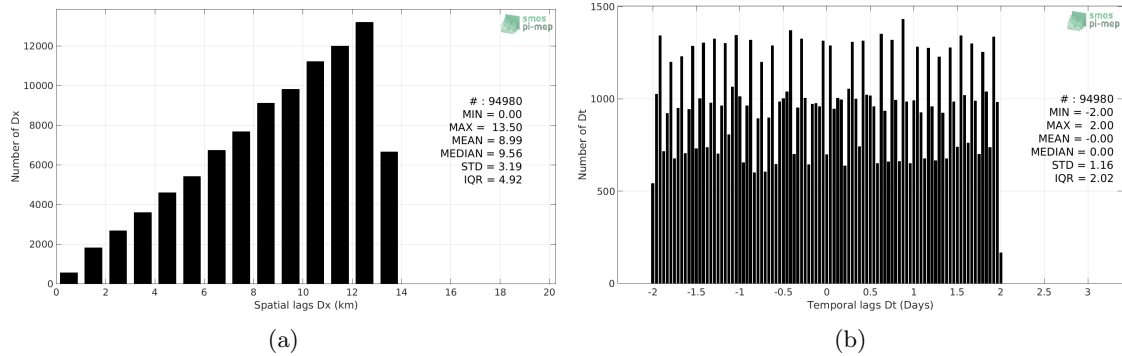 smos
pi-mep
12000
10000
8000
6000
4000
2000
0
Number of Dx
# : 94980
MIN = 0.00
MAX = 13.50
MEAN = 8.99
MEDIAN = 9.56
STD = 3.19
IQR = 4.92
0 2 4 6 8 10 12 14 16 18 20
Spatial lags Dx (km)
(a)
smos
pi-mep
1500
1000
500
0
Number of Dt
# : 94980
MIN = -2.00
MAX = 2.00
MEAN = -0.00
MEDIAN = 0.00
STD = 1.16
IQR = 2.02
-2 -1.5 -1 -0.5 0 0.5 1 1.5 2 2.5 3
Temporal lags Dt (Days)
(b)